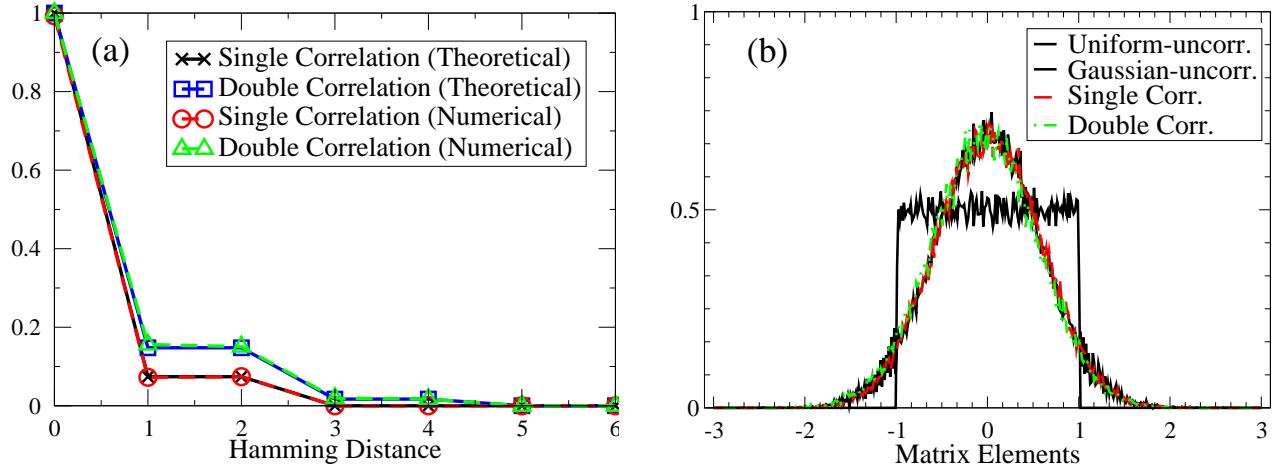 (a)
Single Correlation (Theoretical)
Double Correlation (Theoretical)
Single Correlation (Numerical)
Double Correlation (Numerical)
1
0.8
0.6
0.4
0.2
0
0 1 2 3 4 5 6
Hamming Distance
(b)
Uniform-uncorr.
Gaussian-uncorr.
Single Corr.
Double Corr.
1
0.5
0
-3 -2 -1 0 1 2 3
Matrix Elements